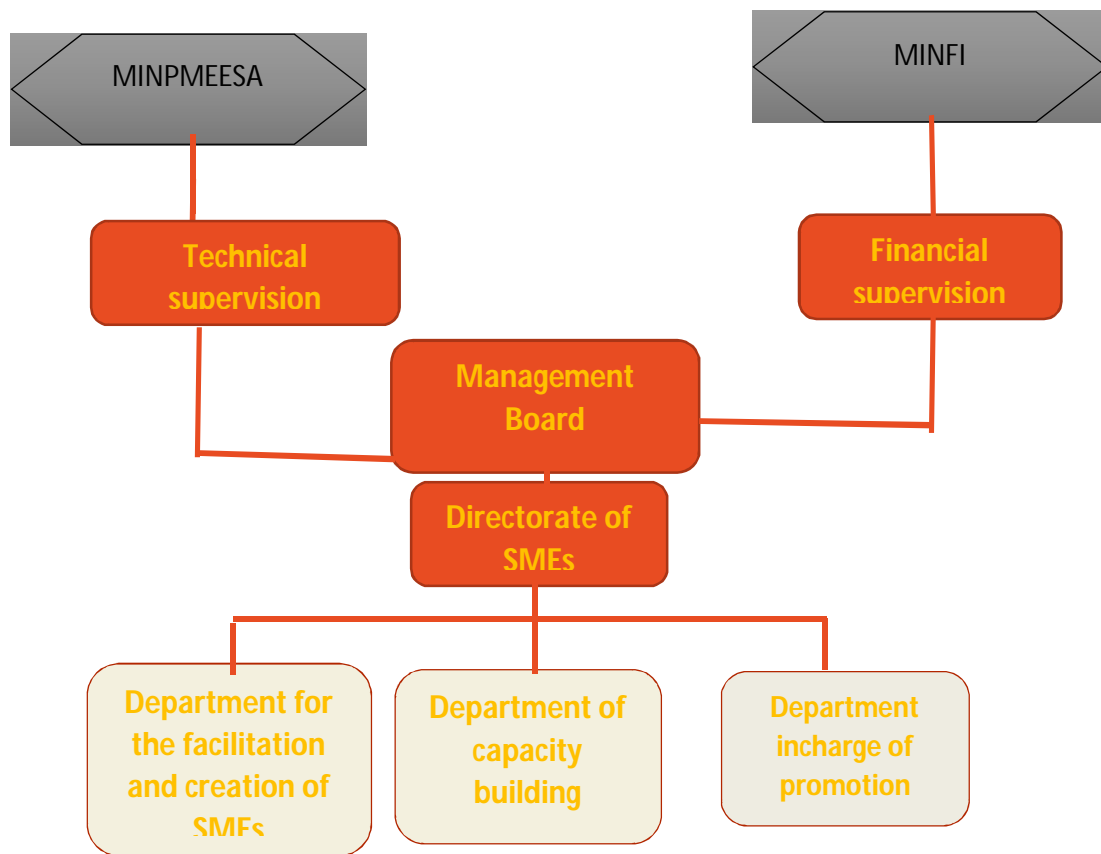 MINPMEESA
MINFI
Technical
supervision
Financial
supervision
Management
Board
Directorate of
SMEs
Department for
the facilitation
and creation of
SMEs
Department of
capacity
building
Department
incharge of
promotion